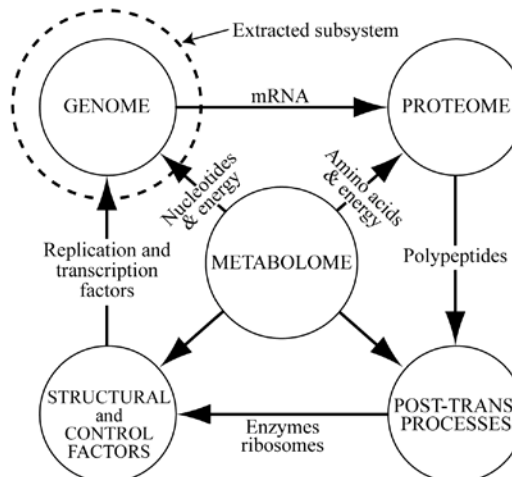 Extracted subsystem
GENOME
mRNA
PROTEOME
Nucleotides
& energy
Amino acids
& energy
Replication and
transcription
factors
METABOLOME
Polypeptides
STRUCTURAL
and
CONTROL
FACTORS
Enzymes
ribosomes
POST-TRANS
PROCESSES